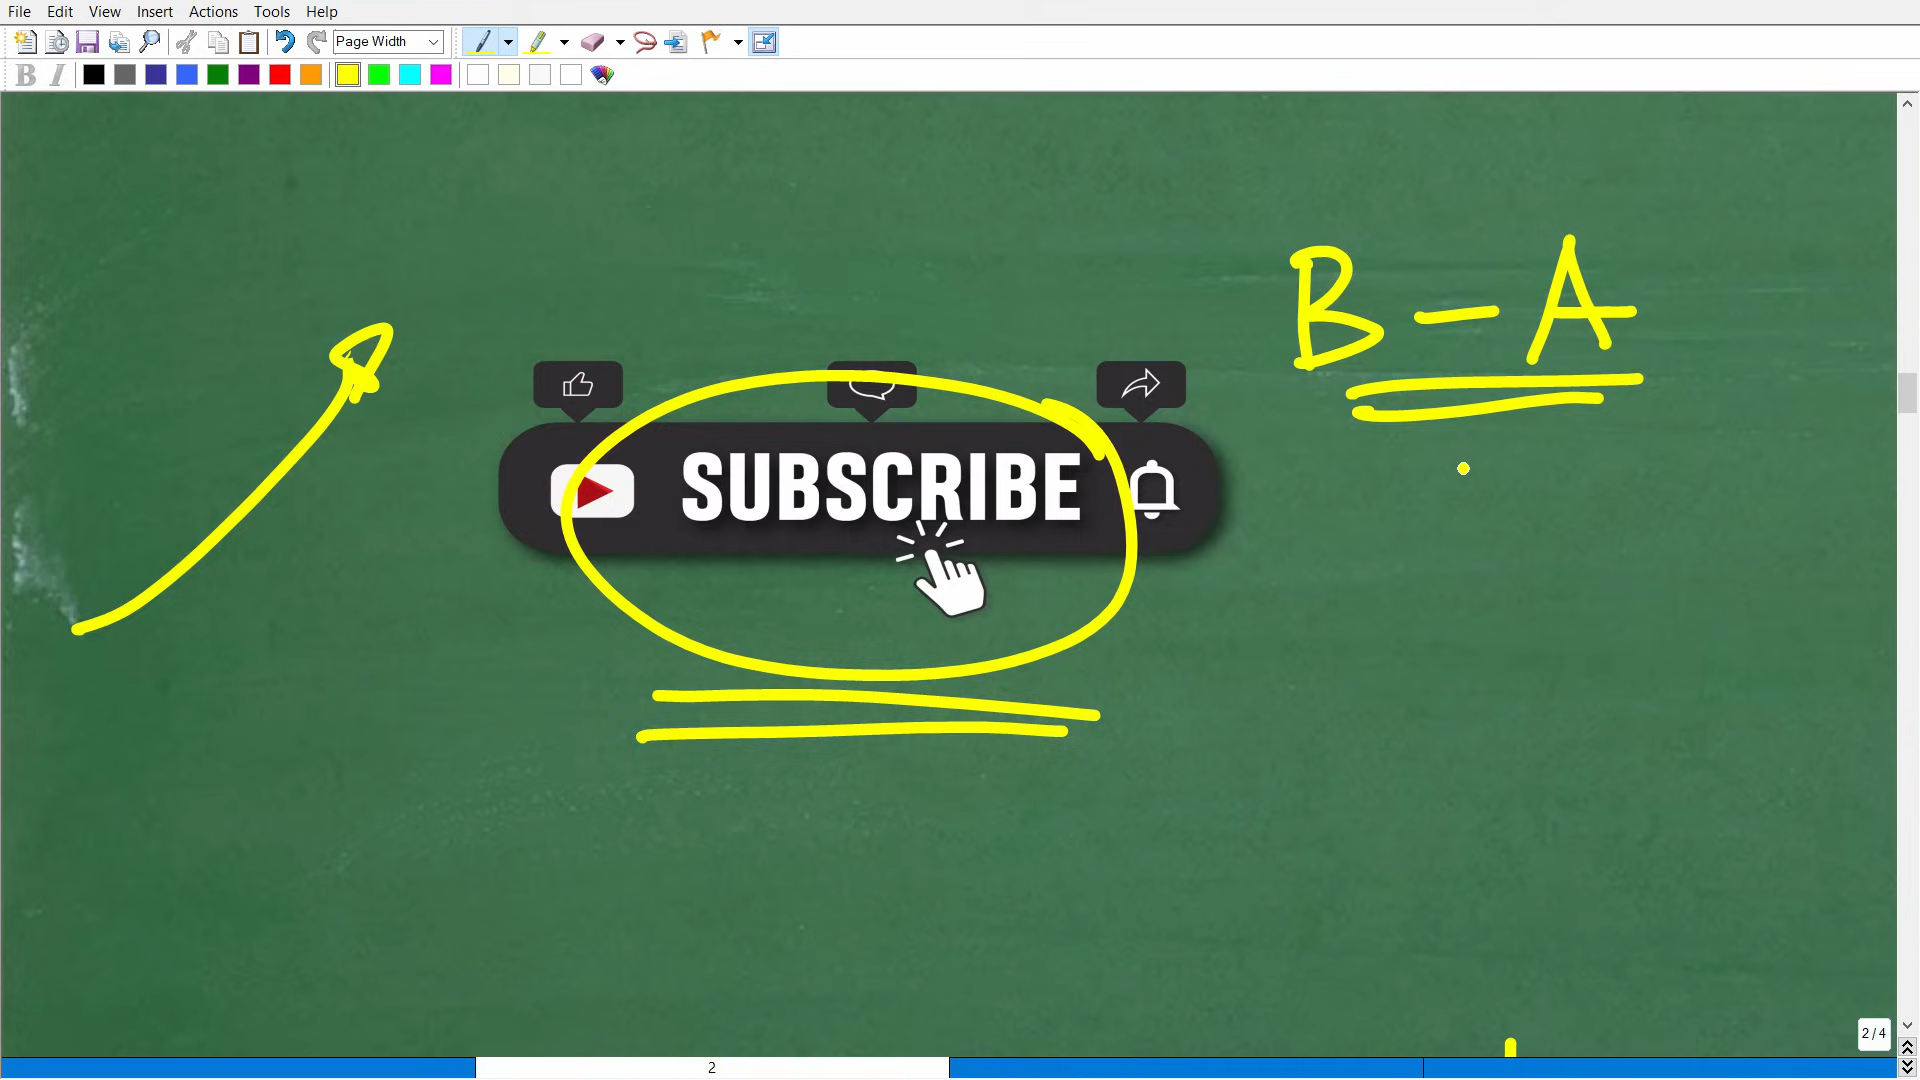 File Edit View Insert Actions Tools Help
Page Width
B I
B - A
SUBSCRIBE
2 / 4
2